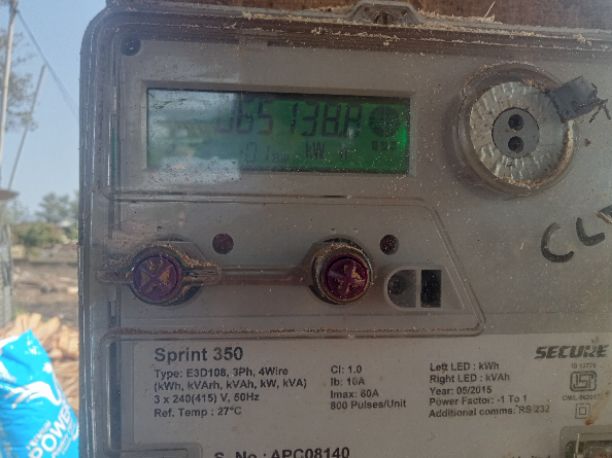 kW
CL
Sprint 350
SECURE
Type: E3D108, 3Ph, 4Wire
(kWh, kVArh, kVAh, kW, kVA)
3 x 240(415) V, 50Hz
Ref. Temp : 27°C
Cl: 1.0
Ib: 10A
Imax: 60A
800 Pulses/Unit
Left LED : kWh
Right LED : kVAh
Year: 05/2015
Power Factor: -1 To 1
Additional comms: RS 232
S. No : APC08140
POWER